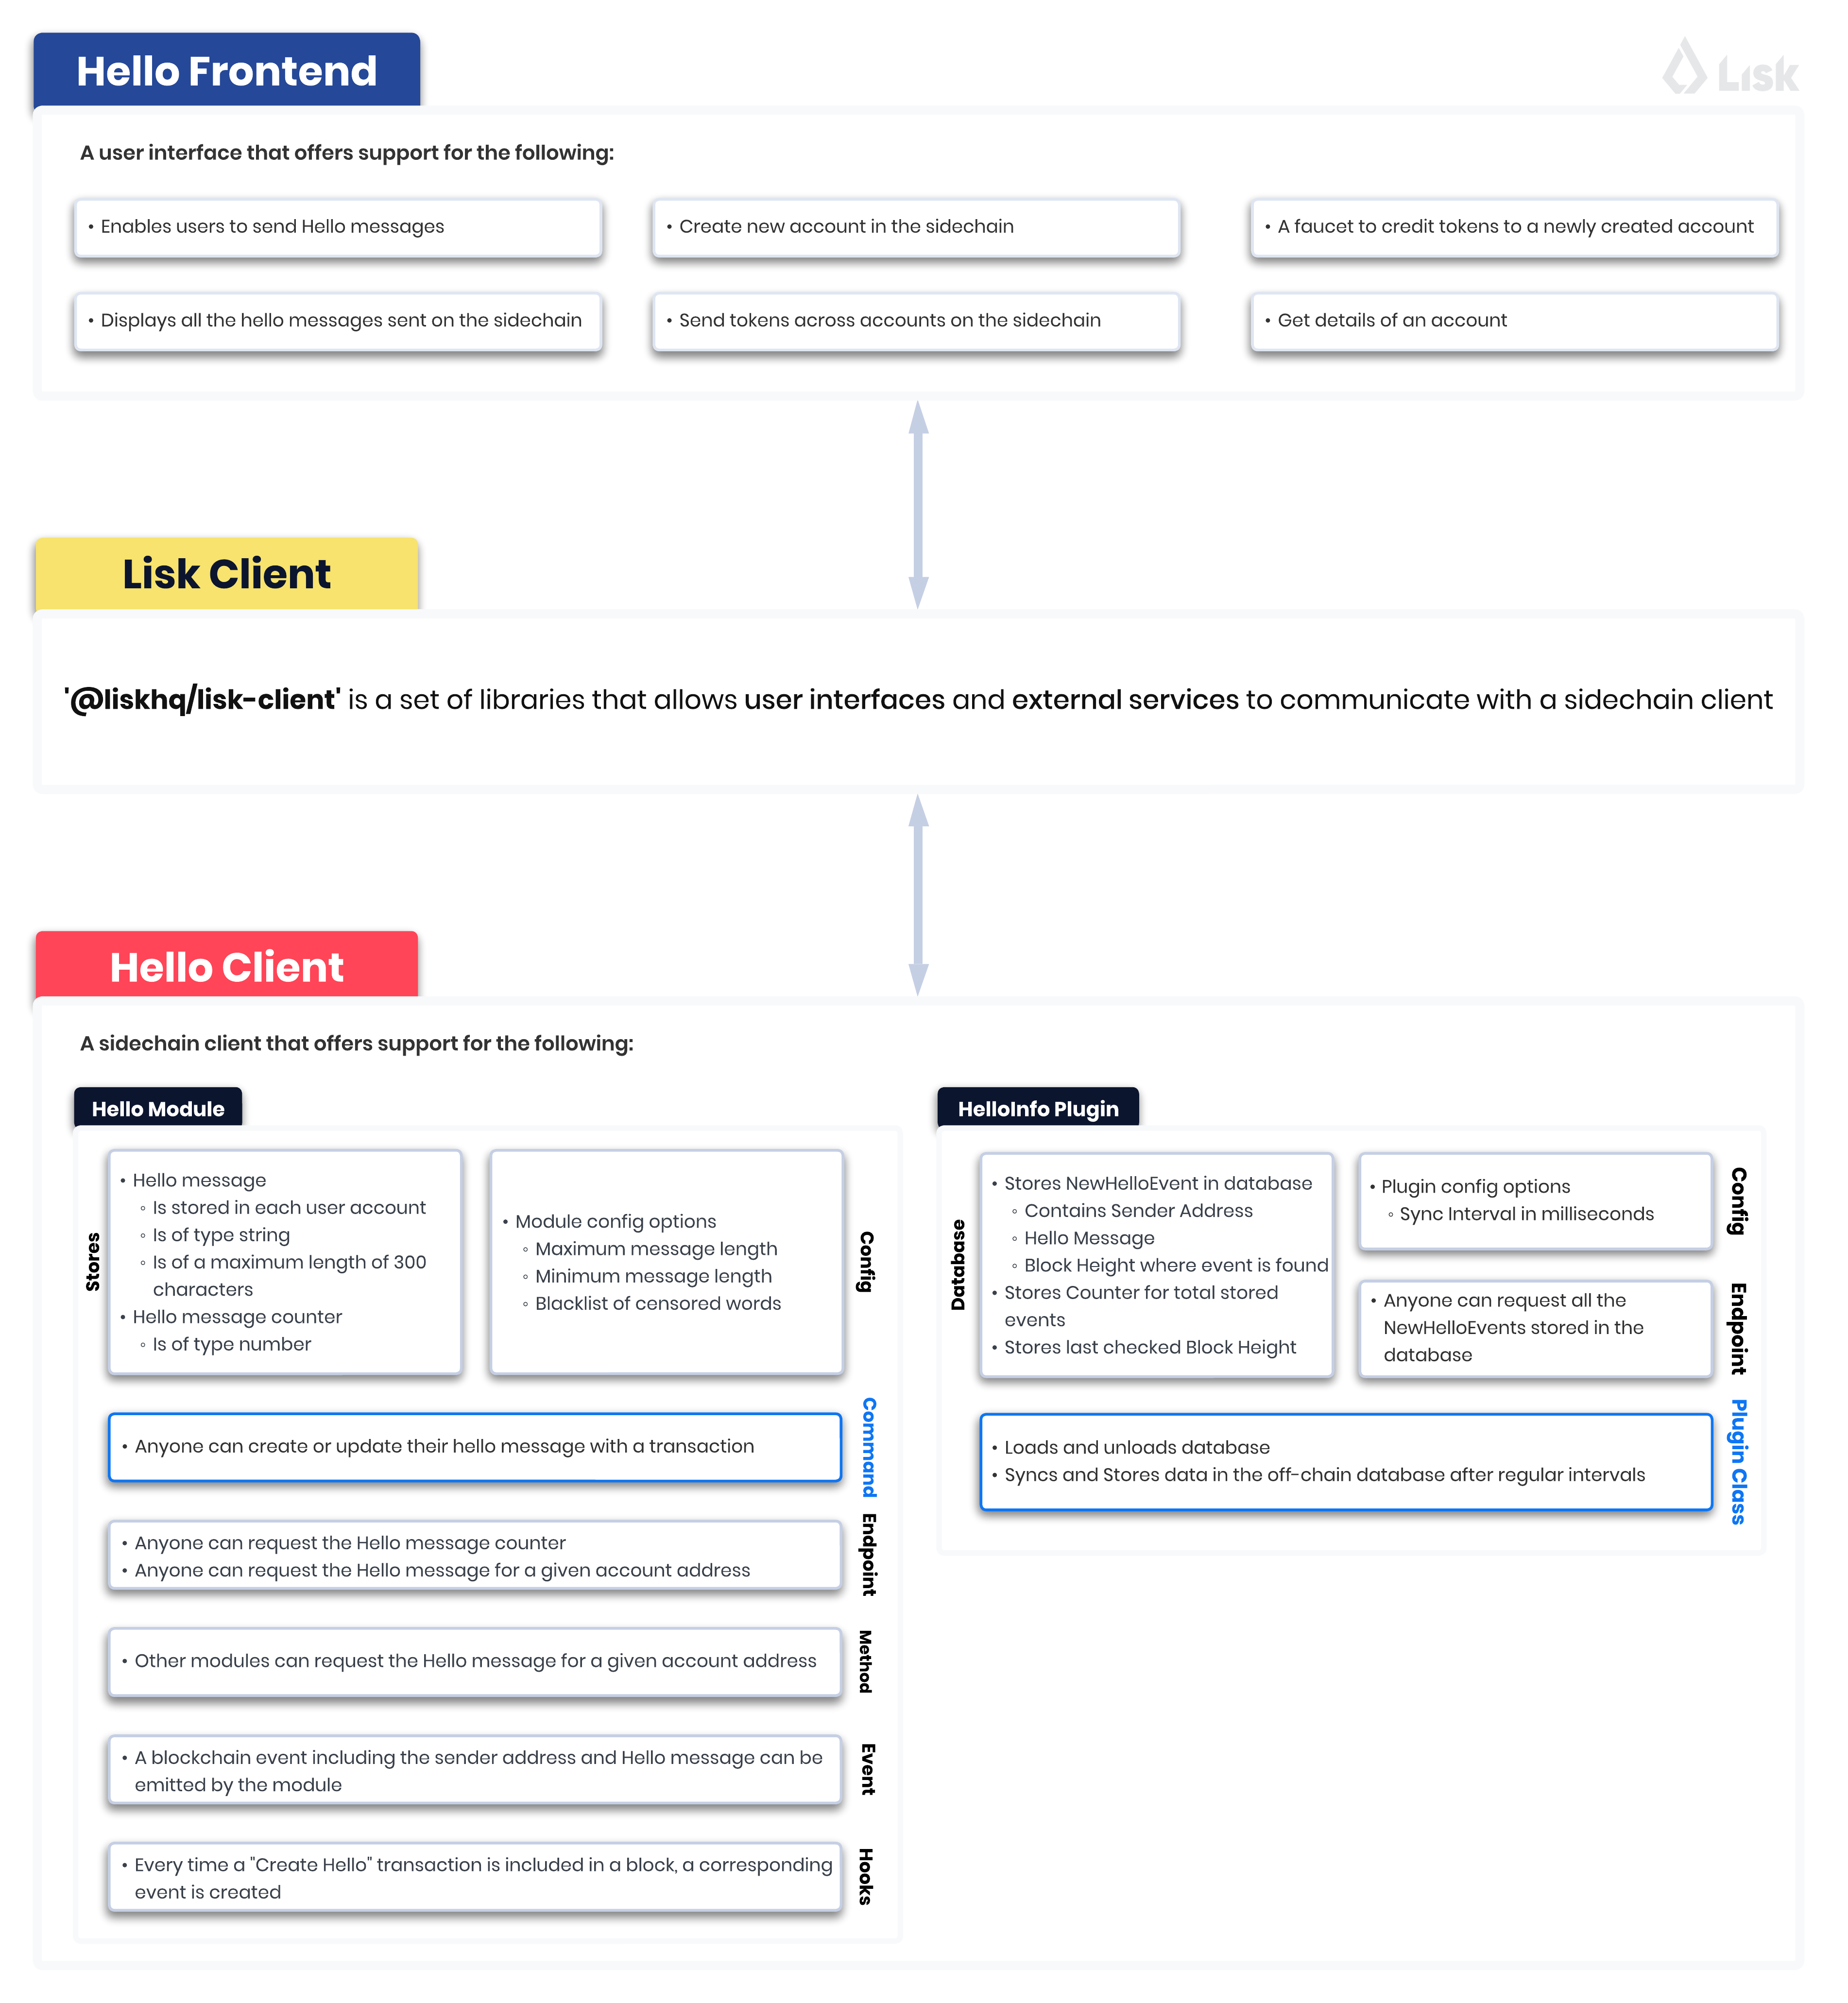 Hello Frontend
Lisk
A user interface that offers support for the following:
• Enables users to send Hello messages
• Create new account in the sidechain
• A faucet to credit tokens to a newly created account
• Displays all the hello messages sent on the sidechain
• Send tokens across accounts on the sidechain
• Get details of an account
Lisk Client
'@liskhq/lisk-client' is a set of libraries that allows user interfaces and external services to communicate with a sidechain client
Hello Client
A sidechain client that offers support for the following:
Hello Module
Stores
• Hello message
◦ Is stored in each user account
◦ Is of type string
◦ Is of a maximum length of 300
characters
• Hello message counter
◦ Is of type number
• Module config options
◦ Maximum message length
◦ Minimum message length
◦ Blacklist of censored words
Config
• Anyone can create or update their hello message with a transaction
Command
• Anyone can request the Hello message counter
• Anyone can request the Hello message for a given account address
Endpoint
• Other modules can request the Hello message for a given account address
Method
• A blockchain event including the sender address and Hello message can be
emitted by the module
Event
• Every time a "Create Hello" transaction is included in a block, a corresponding
event is created
Hooks
HelloInfo Plugin
Database
• Stores NewHelloEvent in database
◦ Contains Sender Address
◦ Hello Message
◦ Block Height where event is found
• Stores Counter for total stored
events
• Stores last checked Block Height
• Plugin config options
◦ Sync Interval in milliseconds
Config
• Anyone can request all the
NewHelloEvents stored in the
database
Endpoint
• Loads and unloads database
• Syncs and Stores data in the off-chain database after regular intervals
Plugin Class